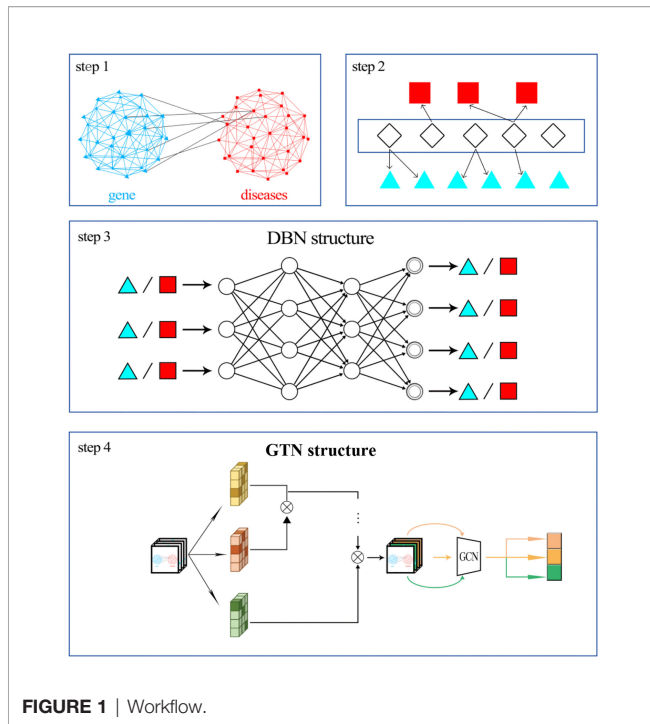 step 1
gene
diseases
step 2
step 3
DBN structure
/
/
/
/
/
/
/
step 4
GTN structure
GCN
FIGURE 1 | Workflow.